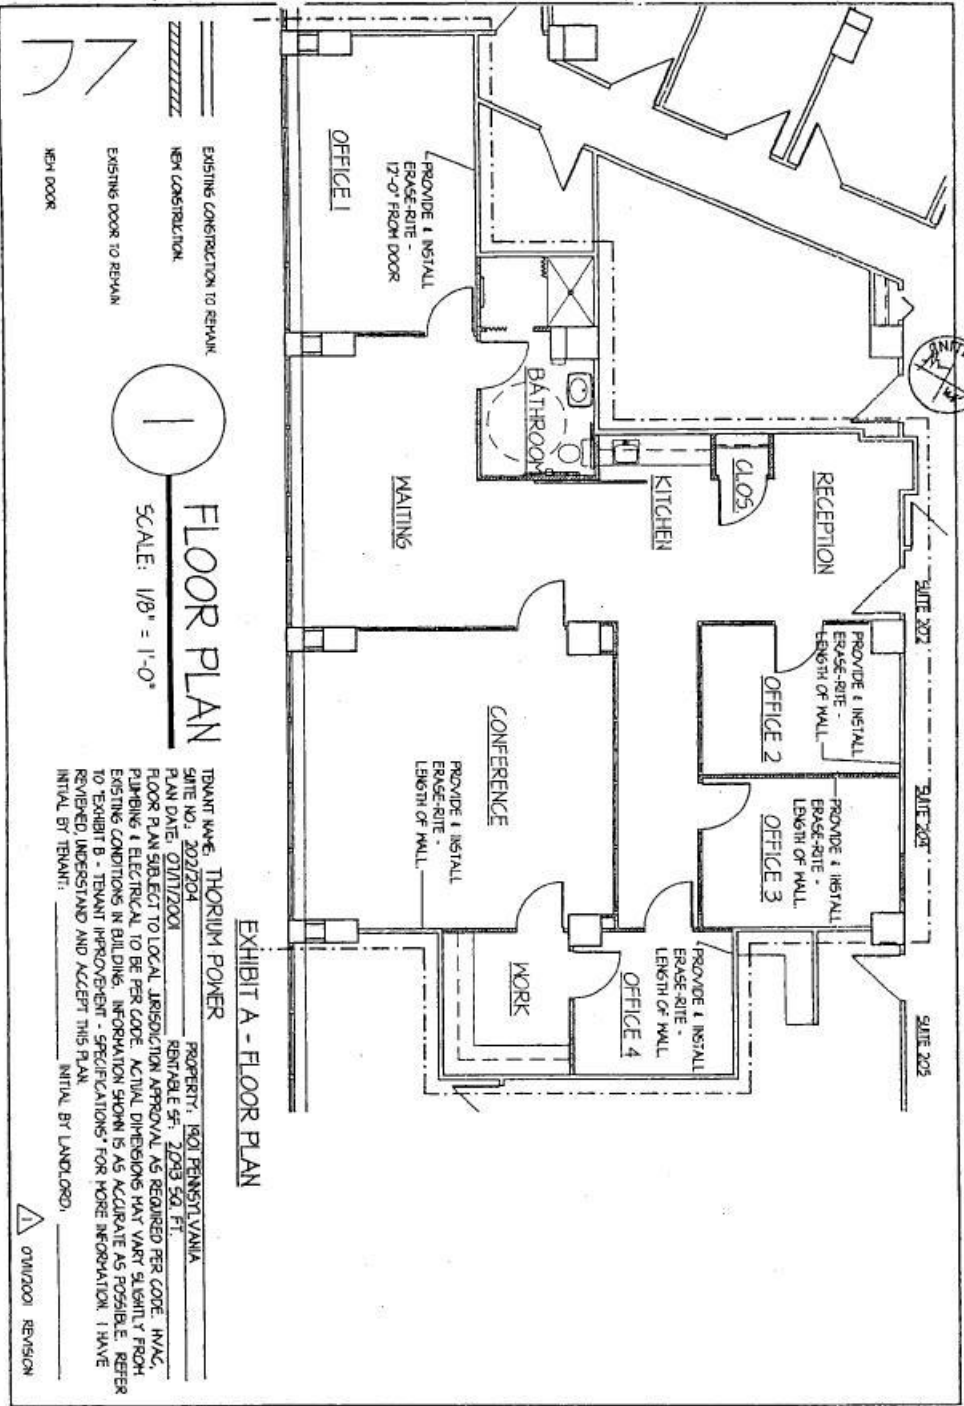 OFFICE 1
PROVIDE & INSTALL
ERASE-RITE -
12'-0" FROM DOOR
BATHROOM
WAITING
KITCHEN
CLOS.
RECEPTION
SUITE 202
SUITE 204
SUITE 205
PROVIDE & INSTALL
ERASE-RITE -
LENGTH OF WALL.
OFFICE 2
PROVIDE & INSTALL
ERASE-RITE -
LENGTH OF WALL.
OFFICE 3
CONFERENCE
PROVIDE & INSTALL
ERASE-RITE -
LENGTH OF WALL.
PROVIDE & INSTALL
ERASE-RITE -
LENGTH OF WALL
OFFICE 4
WORK
EXISTING CONSTRUCTION TO REMAIN.
NEW CONSTRUCTION.
EXISTING DOOR TO REMAIN
NEW DOOR
1
FLOOR PLAN
SCALE: 1/8" = 1'-0"
EXHIBIT A - FLOOR PLAN
TENANT NAME: THORIUM POWER PROPERTY: 1901 PENNSYLVANIA
SUITE NO.: 202/204 RENTABLE SF: 2,093 SQ. FT.
PLAN DATE: 07/17/2001
FLOOR PLAN SUBJECT TO LOCAL JURISDICTION APPROVAL AS REQUIRED PER CODE. HVAC,
PLUMBING & ELECTRICAL TO BE PER CODE. ACTUAL DIMENSIONS MAY VARY SLIGHTLY FROM
EXISTING CONDITIONS IN BUILDING. INFORMATION SHOWN IS AS ACCURATE AS POSSIBLE. REFER
TO "EXHIBIT B - TENANT IMPROVEMENT - SPECIFICATIONS" FOR MORE INFORMATION. I HAVE
REVIEWED, UNDERSTAND AND ACCEPT THIS PLAN.
INITIAL BY TENANT: INITIAL BY LANDLORD:
1 07/11/2001 REVISION